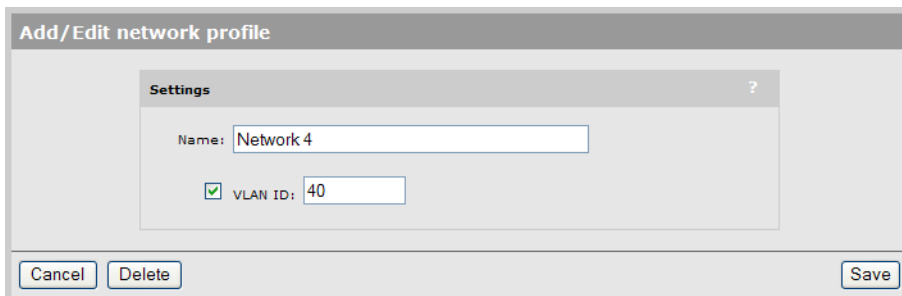 Add/Edit network profile
Settings ?
Name: Network 4
VLAN ID: 40
Cancel Delete Save